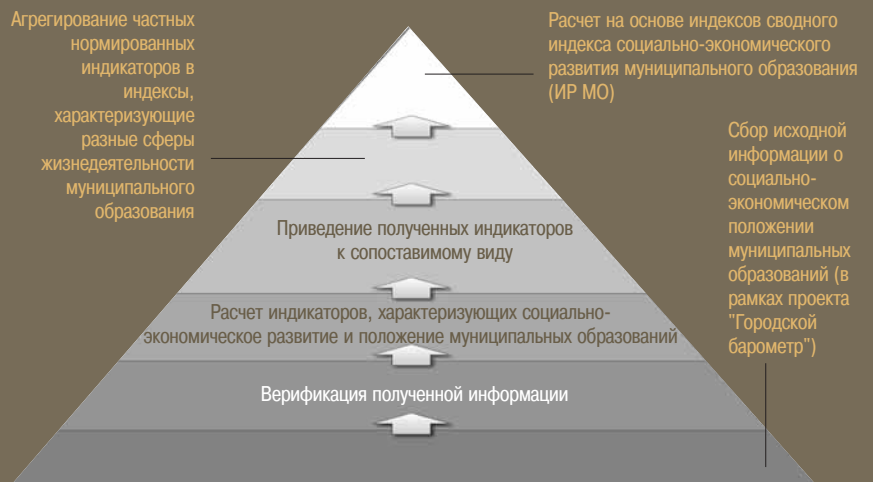 Агрегирование частных
нормированных
индикаторов в
индексы,
характеризующие
разные сферы
жизнедеятельности
муниципального
образования
Расчет на основе индексов сводного
индекса социально-экономического
развития муниципального образования
(ИР МО)
Сбор исходной
информации о
социально-
экономическом
положении
муниципальных
образований (в
рамках проекта
"Городской
барометр")
Приведение полученных индикаторов
к сопоставимому виду
Расчет индикаторов, характеризующих социально-
экономическое развитие и положение муниципальных образований
Верификация полученной информации